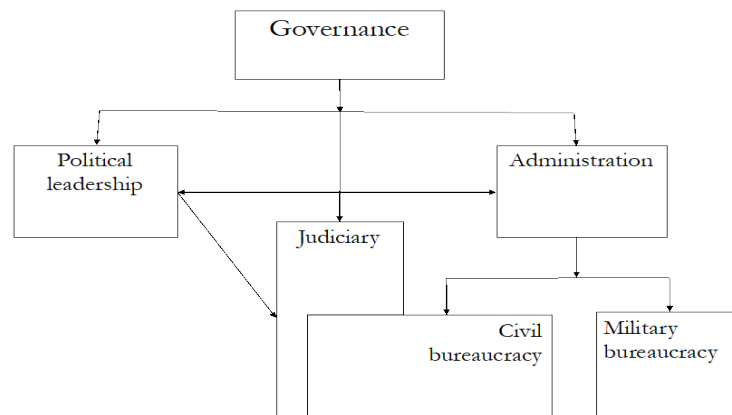 Governance
Political
leadership
Administration
Judiciary
Civil
bureaucracy
Military
bureaucracy